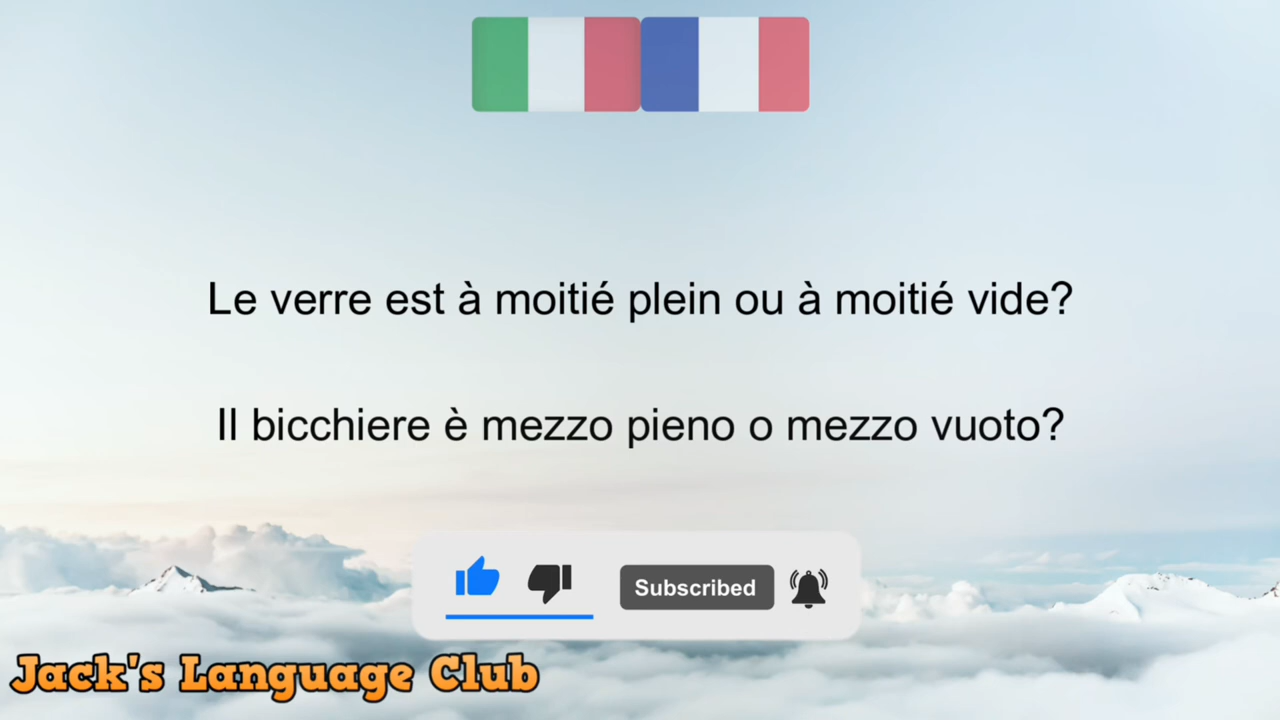 Le verre est à moitié plein ou à moitié vide?
Il bicchiere è mezzo pieno o mezzo vuoto?
Subscribed
Jack's Language Club